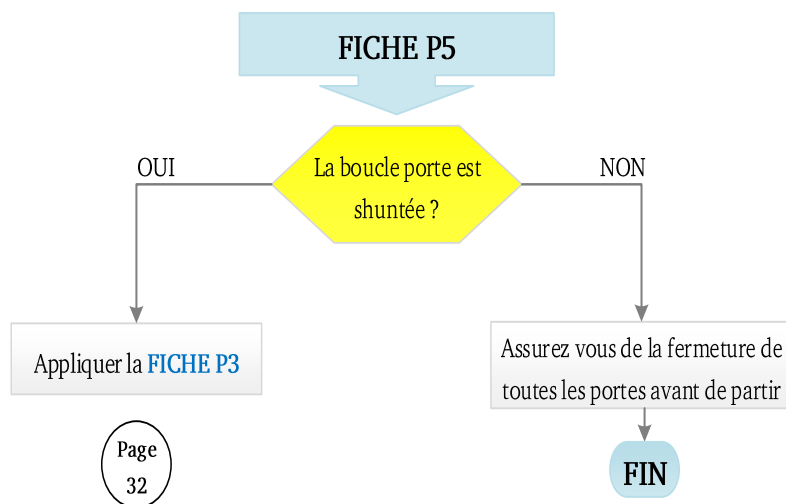 FICHE P5
La boucle porte est
shuntée ?
OUI
NON
Appliquer la FICHE P3
Assurez vous de la fermeture de
toutes les portes avant de partir
Page
32
FIN